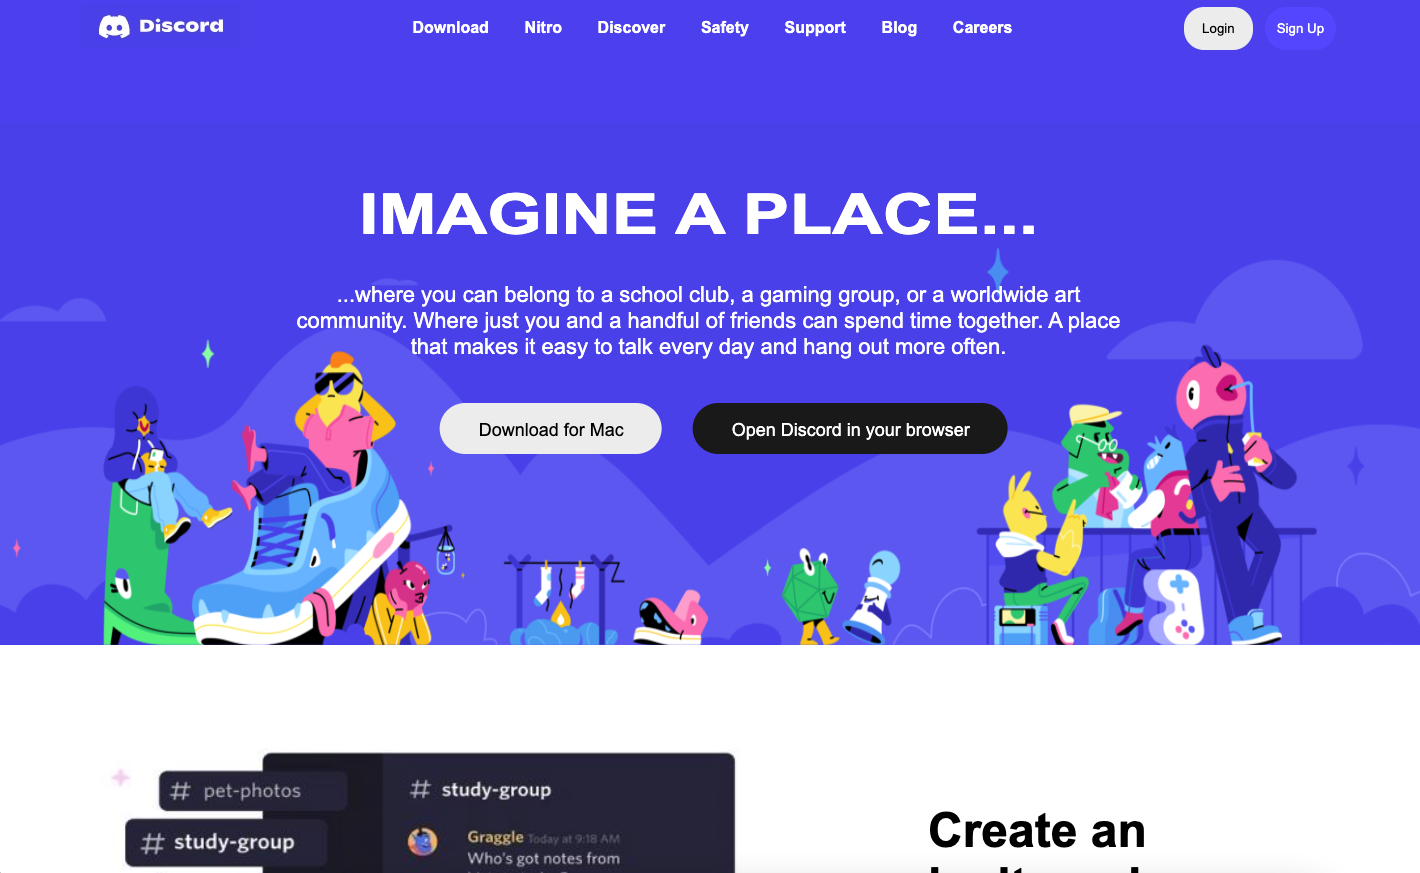 Discord
Download Nitro Discover Safety Support Blog Careers
Login Sign Up
IMAGINE A PLACE...
...where you can belong to a school club, a gaming group, or a worldwide art
community. Where just you and a handful of friends can spend time together. A place
that makes it easy to talk every day and hang out more often.
Download for Mac
Open Discord in your browser
# pet-photos
# study-group
# study-group
Graggle Today at 9:18 AM
Who's got notes from
Create an